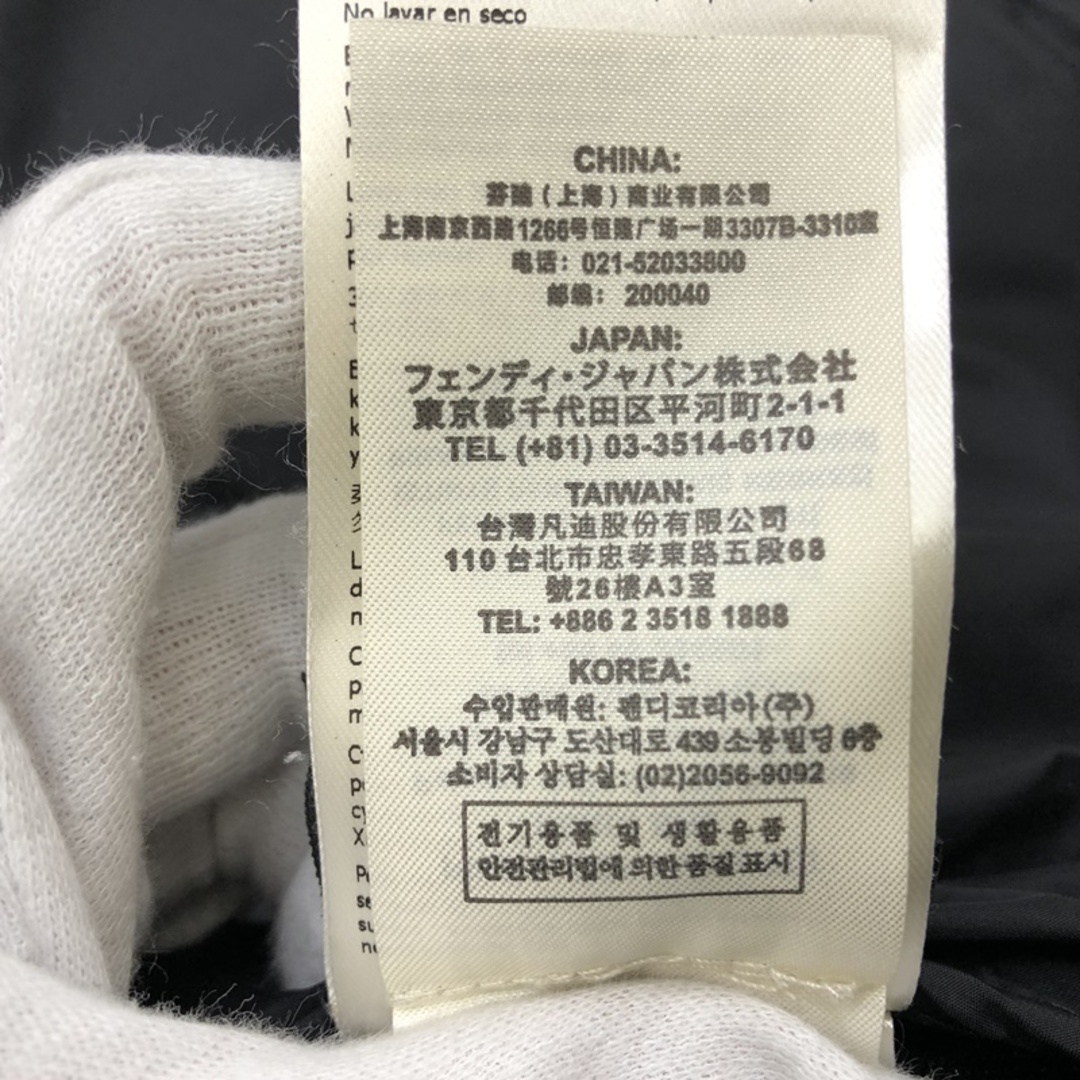 No lavar en seco
CHINA:
芬迪（上海）商业有限公司
上海南京西路1266号恒隆广场一期3307B-3310室
电话: 021-52033800
邮编: 200040
JAPAN:
フェンディ・ジャパン株式会社
東京都千代田区平河町2-1-1
TEL (+81) 03-3514-6170
TAIWAN:
台灣凡迪股份有限公司
110 台北市忠孝東路五段68
號26樓A3室
TEL: +886 2 3518 1888
KOREA:
수입판매원: 펜디코리아(주)
서울시 강남구 도산대로 439 소봉빌딩 6층
소비자 상담실: (02)2056-9092
전기용품 및 생활용품
안전관리법에 의한 품질 표시